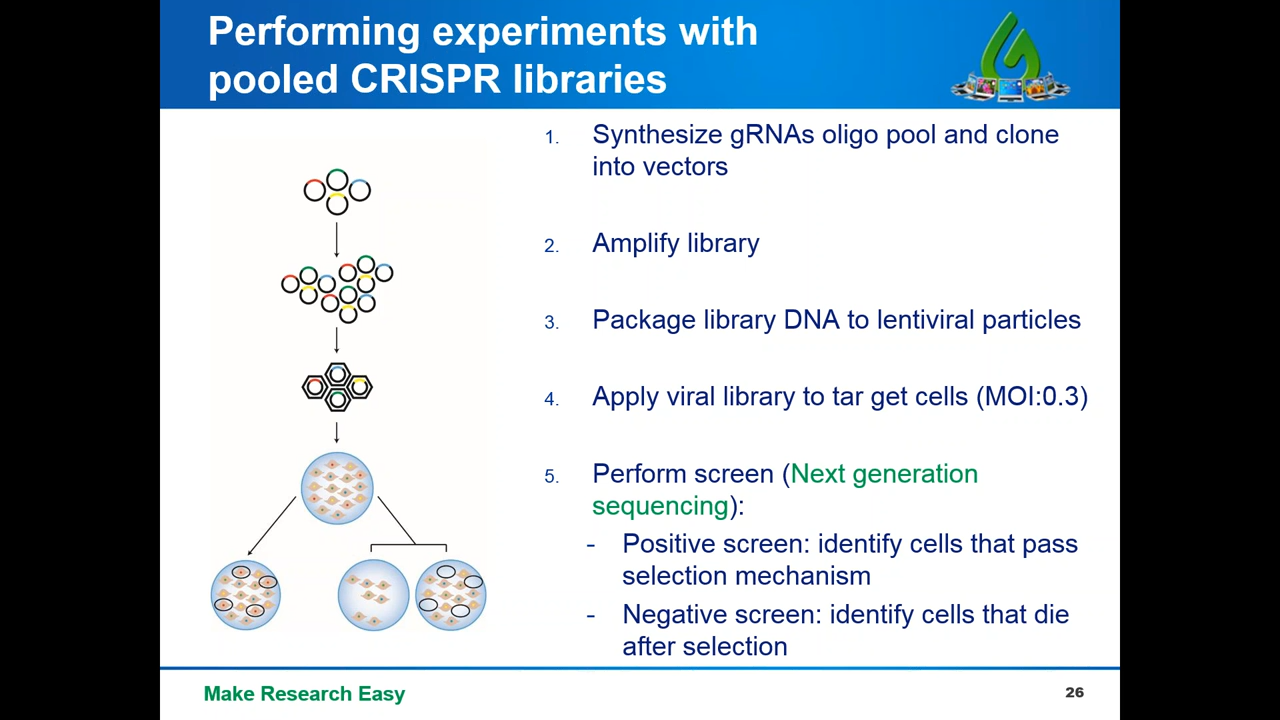 Performing experiments with
pooled CRISPR libraries
1. Synthesize gRNAs oligo pool and clone
into vectors
2. Amplify library
3. Package library DNA to lentiviral particles
4. Apply viral library to tar get cells (MOI:0.3)
5. Perform screen (Next generation
sequencing):
- Positive screen: identify cells that pass
selection mechanism
- Negative screen: identify cells that die
after selection
Make Research Easy
26